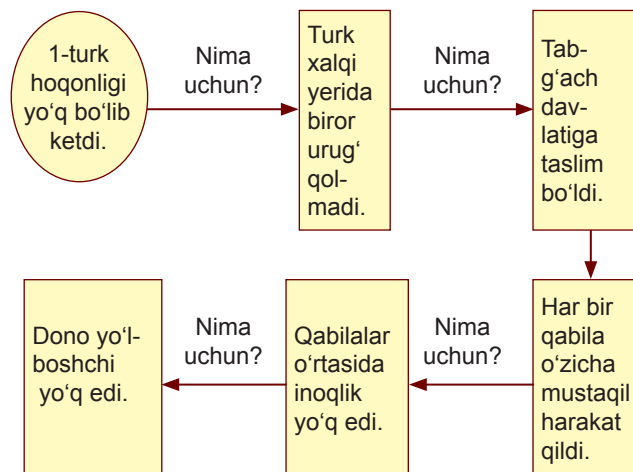 1-turk
hoqonligi
yo‘q bo‘lib
ketdi.
Nima
uchun?
Turk
xalqi
yerida
biror
urug‘
qol-
madi.
Nima
uchun?
Tab-
g‘ach
dav-
latiga
taslim
bo‘ldi.
Har bir
qabila
o‘zicha
mustaqil
harakat
qildi.
Nima
uchun?
Qabilalar
o‘rtasida
inoqlik
yo‘q edi.
Nima
uchun?
Dono yo‘l-
boshchi
yo‘q edi.